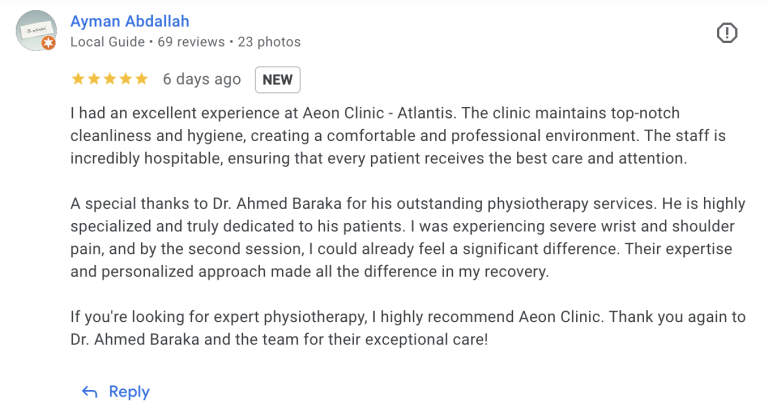 Ayman Abdallah
Local Guide • 69 reviews • 23 photos
6 days ago NEW
I had an excellent experience at Aeon Clinic - Atlantis. The clinic maintains top-notch
cleanliness and hygiene, creating a comfortable and professional environment. The staff is
incredibly hospitable, ensuring that every patient receives the best care and attention.
A special thanks to Dr. Ahmed Baraka for his outstanding physiotherapy services. He is highly
specialized and truly dedicated to his patients. I was experiencing severe wrist and shoulder
pain, and by the second session, I could already feel a significant difference. Their expertise
and personalized approach made all the difference in my recovery.
If you're looking for expert physiotherapy, I highly recommend Aeon Clinic. Thank you again to
Dr. Ahmed Baraka and the team for their exceptional care!
Reply